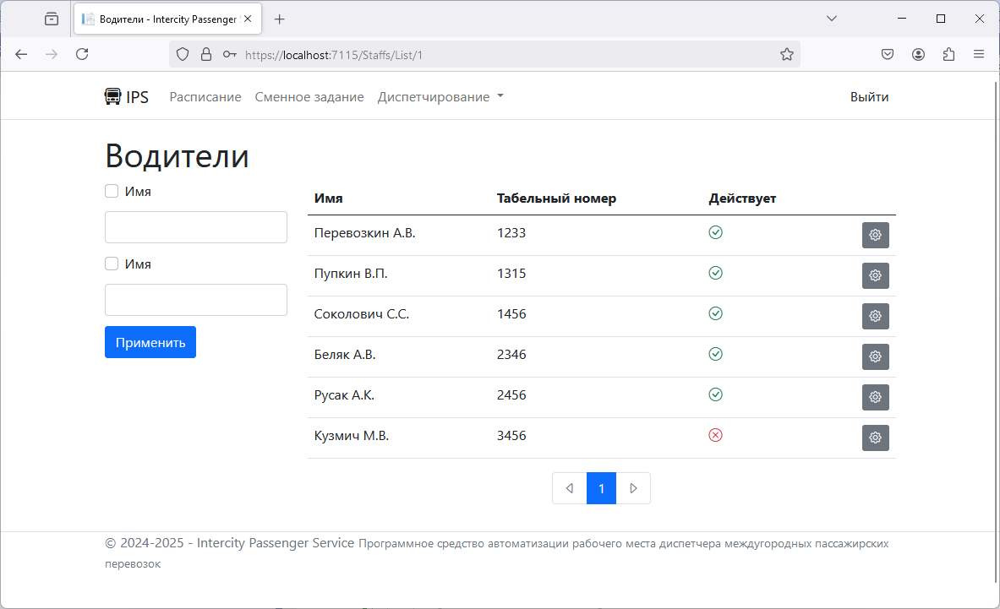 Водители - Intercity Passenger
https://localhost:7115/Staffs/List/1
IPS Расписание Сменное задание Диспетчирование Выйти
Водители
Имя
Имя
Применить
Имя Табельный номер Действует
Перевозкин А.В. 1233
Пупкин В.П. 1315
Соколович С.С. 1456
Беляк А.В. 2346
Русак А.К. 2456
Кузмич М.В. 3456
1
© 2024-2025 - Intercity Passenger Service Программное средство автоматизации рабочего места диспетчера междугородных пассажирских
перевозок